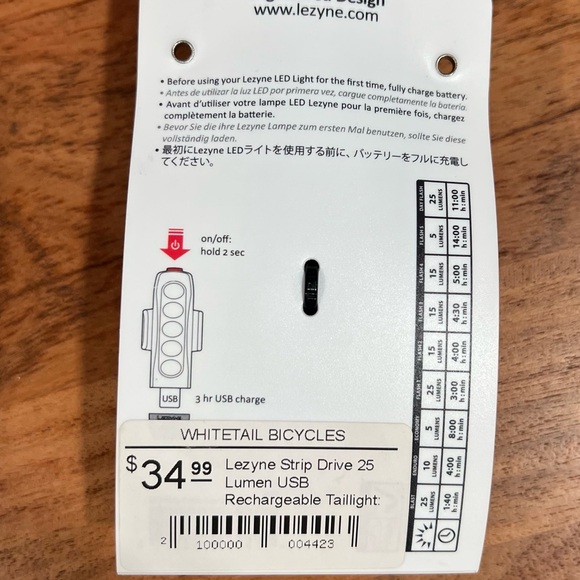 Design
www.lezyne.com
• Before using your Lezyne LED Light for the first time, fully charge battery.
• Antes de utilizar la luz LED por primera vez, cargue completamente la batería.
• Avant d'utiliser votre lampe LED Lezyne pour la première fois, chargez
complètement la batterie.
• Bevor Sie die ihre Lezyne Lampe zum ersten Mal benutzen, sollte Sie diese
vollständig laden.
• 最初にLezyne LEDライトを使用する前に、バッテリーをフルに充電し
てください。
on/off:
hold 2 sec
USB
3 hr USB charge
DAY FLASH
25
LUMENS
11:00
h : min
FLASH 5
5
LUMENS
14:00
h : min
FLASH 4
15
LUMENS
5:00
h : min
FLASH 3
15
LUMENS
4:30
h : min
FLASH 2
15
LUMENS
4:00
h : min
FLASH 1
25
LUMENS
3:00
h : min
ECONOMY
5
LUMENS
8:00
h : min
ENDURO
10
LUMENS
4:00
h : min
BLAST
25
LUMENS
1:40
h : min
WHITETAIL BICYCLES
$34.99
Lezyne Strip Drive 25
Lumen USB
Rechargeable Taillight:
2 100000 004423